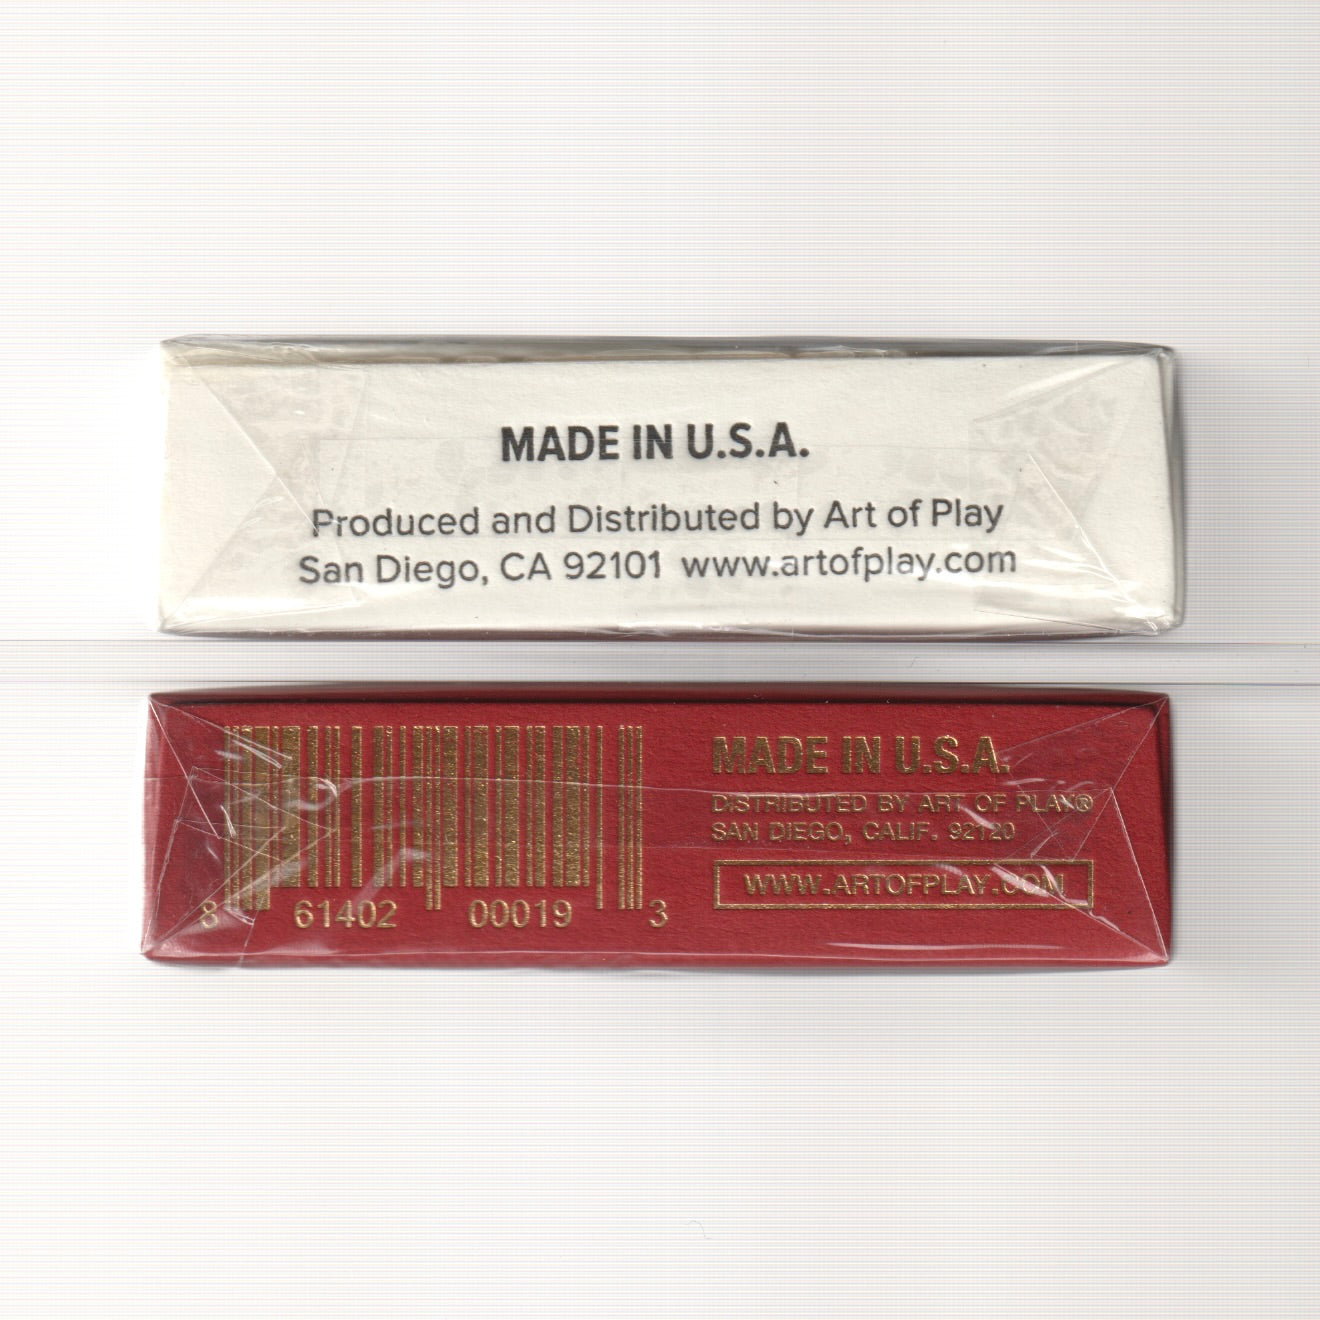 MADE IN U.S.A.
Produced and Distributed by Art of Play
San Diego, CA 92101 www.artofplay.com
MADE IN U.S.A.
DISTRIBUTED BY ART OF PLAY®
SAN DIEGO, CALIF. 92120
WWW.ARTOFPLAY.COM
8 61402 00019 3